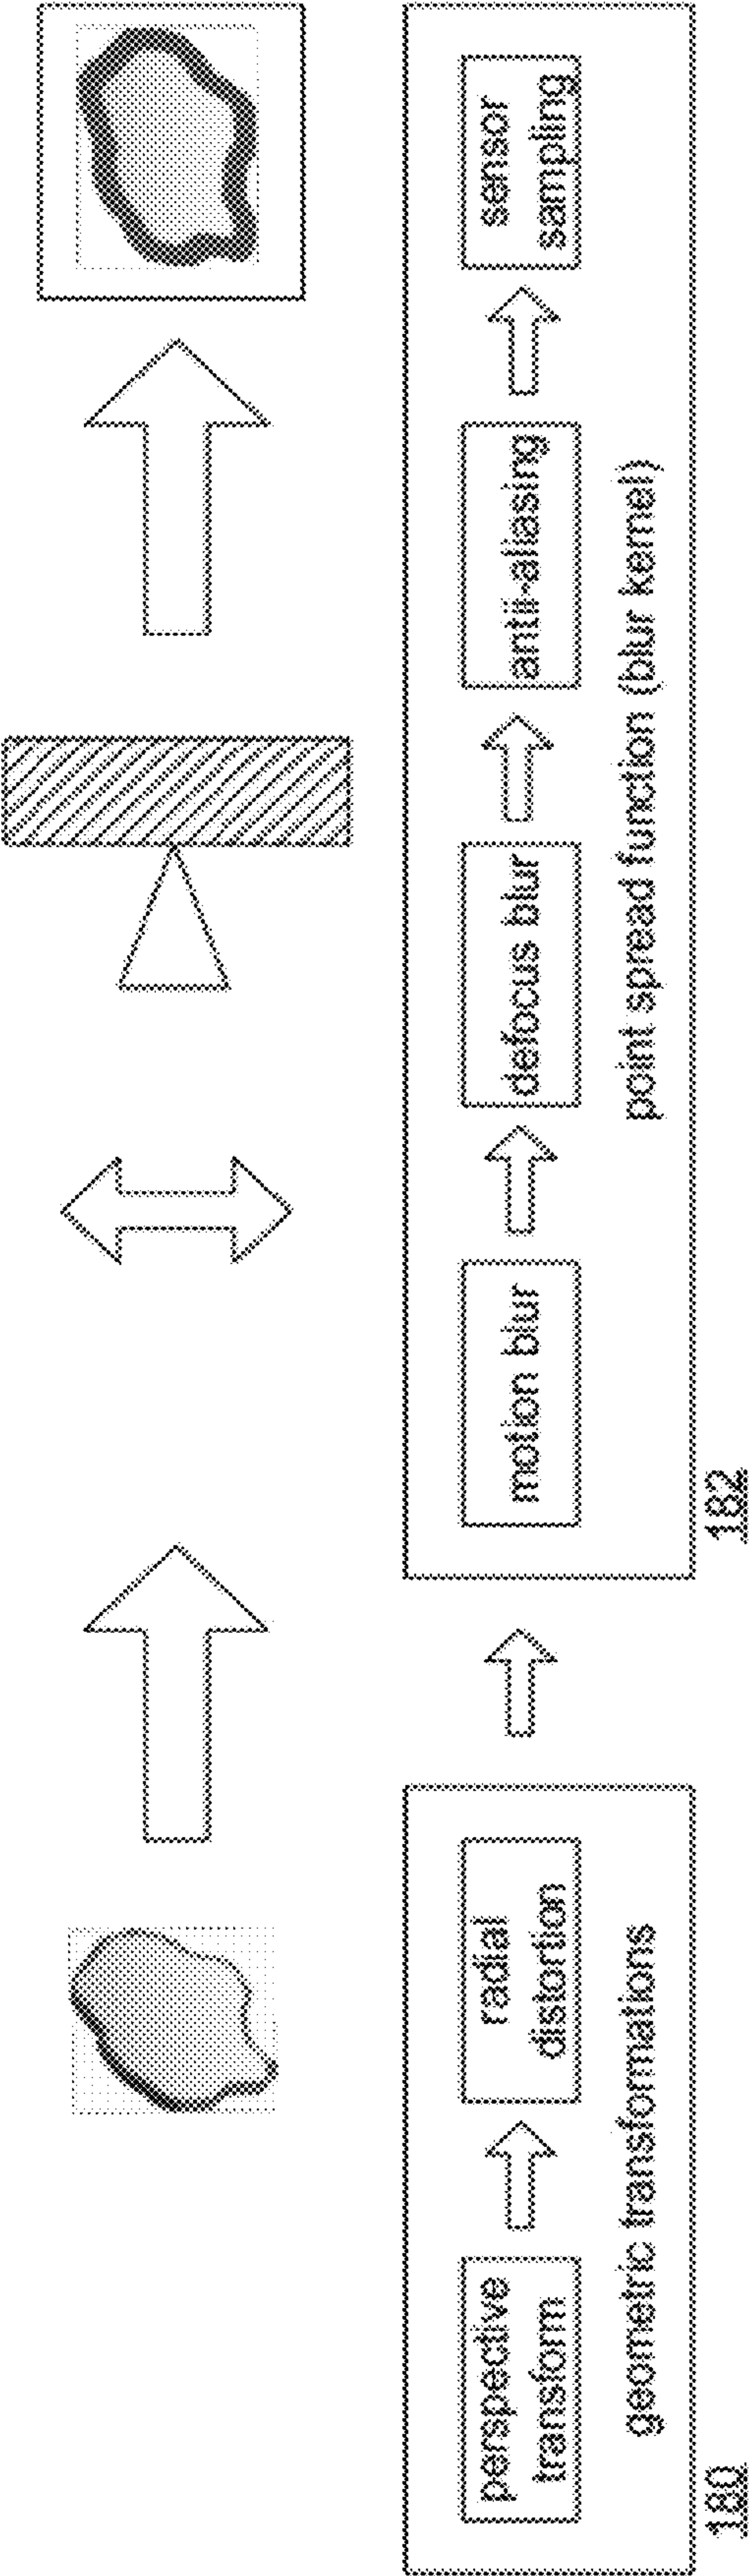 perspective
transform
radial
distortion
geometric transformations
180
motion blur
defocus blur
anti-aliasing
sensor
sampling
point spread function (blur kernel)
182